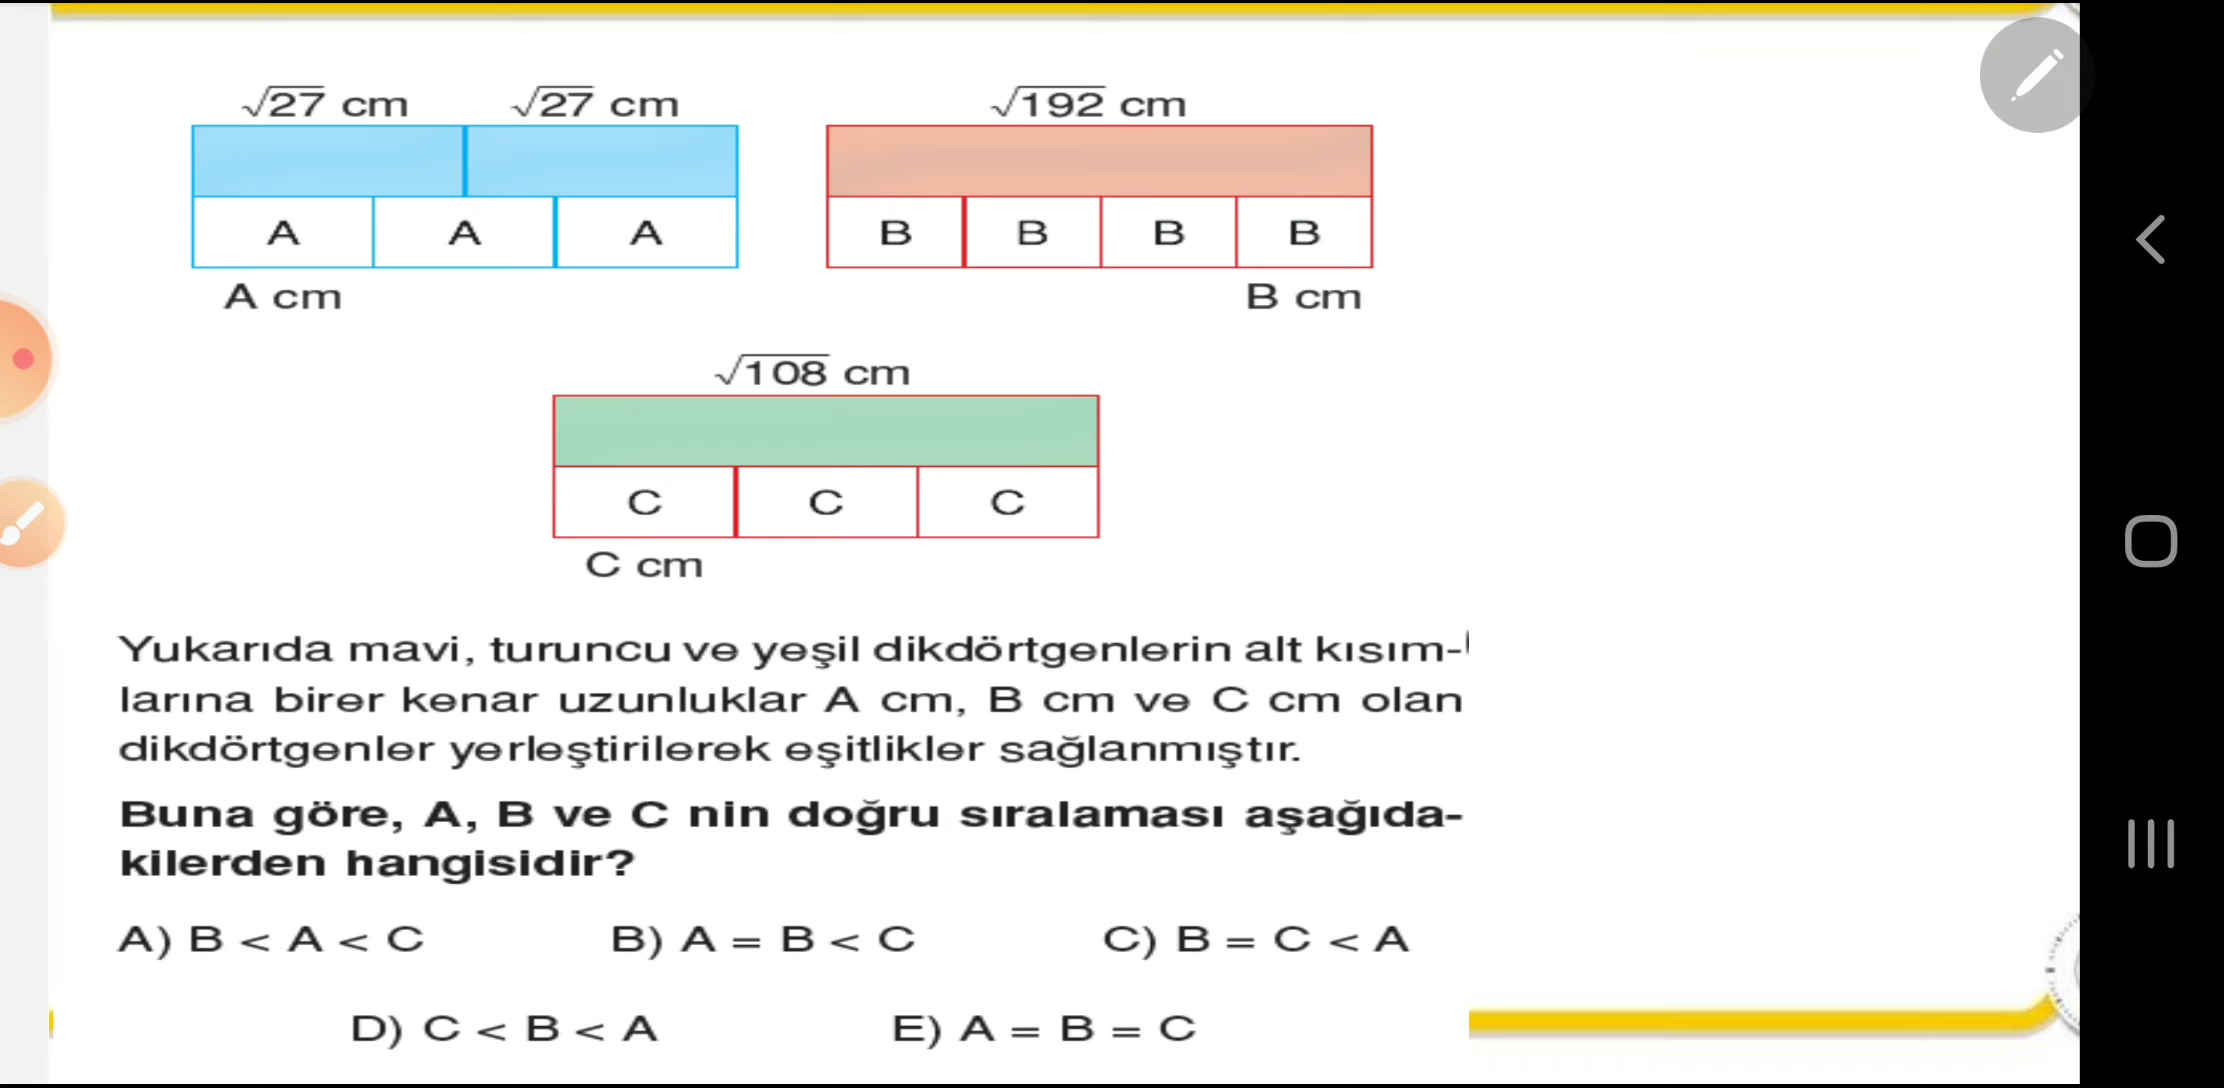 √27 cm √27 cm √192 cm
A A A B B B B
A cm B cm
√108 cm
C C C
C cm
Yukarıda mavi, turuncu ve yeşil dikdörtgenlerin alt kısım-
larına birer kenar uzunluklar A cm, B cm ve C cm olan
dikdörtgenler yerleştirilerek eşitlikler sağlanmıştır.
Buna göre, A, B ve C nin doğru sıralaması aşağıda-
kilerden hangisidir?
A) B < A < C B) A = B < C C) B = C < A
D) C < B < A E) A = B = C